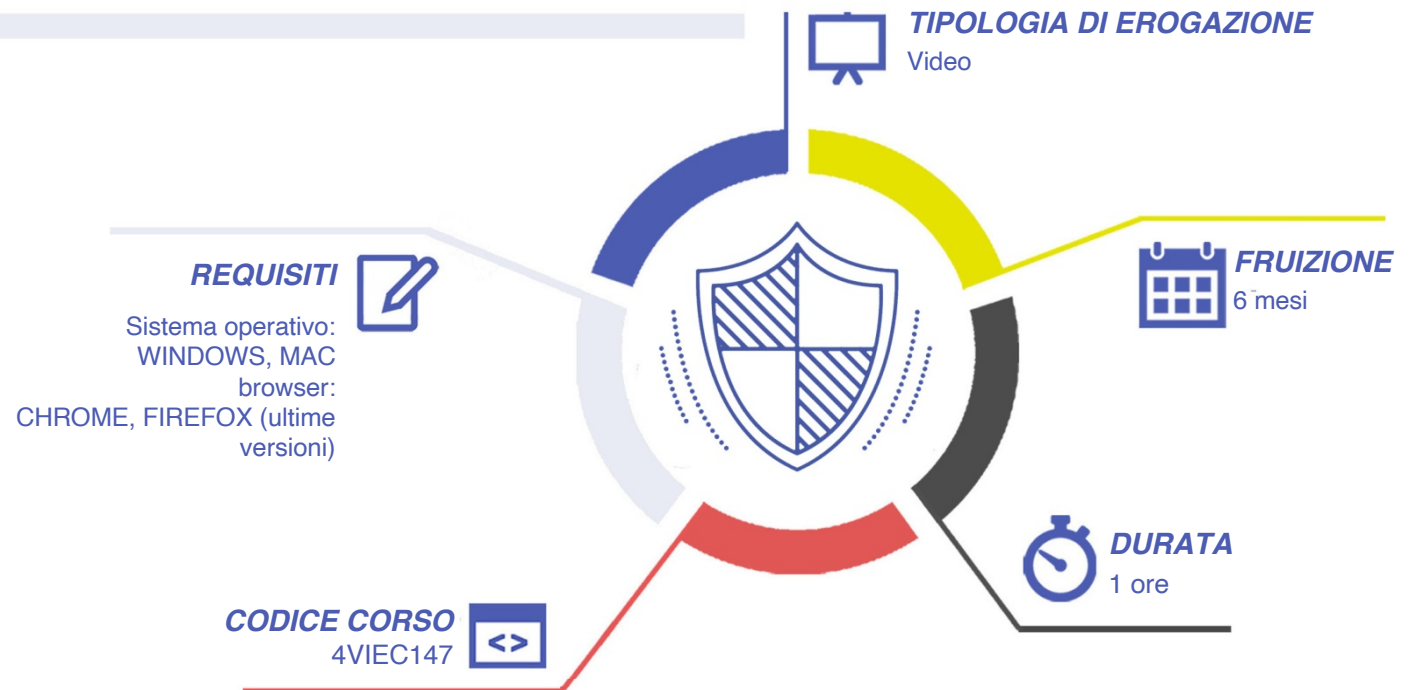 TIPOLOGIA DI EROGAZIONE
Video
REQUISITI
Sistema operativo:
WINDOWS, MAC
browser:
CHROME, FIREFOX (ultime
versioni)
FRUIZIONE
6 mesi
DURATA
1 ore
CODICE CORSO
4VIEC147